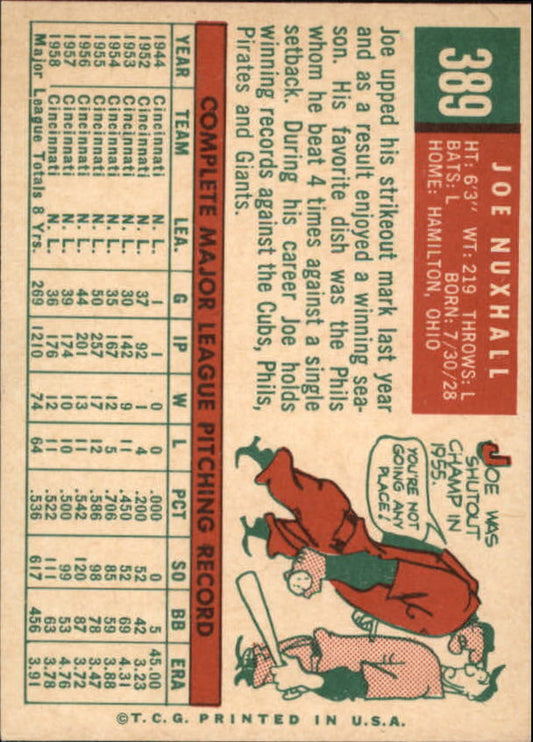 389
JOE NUXHALL
HT: 6'3" WT: 219 THROWS: L
BATS: L BORN: 7/30/28
HOME: HAMILTON, OHIO
Joe upped his strikeout mark last year
and as a result enjoyed a winning sea-
son. His favorite dish was the Phils
whom he beat 4 times against a single
setback. During his career Joe holds
winning records against the Cubs, Phils,
Pirates and Giants.
JOE WAS
SHUTOUT
CHAMP IN
1955.
YOU'RE NOT
GOING ANY
PLACE!
COMPLETE MAJOR LEAGUE PITCHING RECORD
YEAR TEAM LEA. G IP W L PCT SO BB ERA
1944 Cincinnati N. L. 1 1 0 0 .000 0 5 45.00
1952 Cincinnati N. L. 37 92 1 4 .200 52 42 3.23
1953 Cincinnati N. L. 30 142 9 11 .450 52 69 4.31
1954 Cincinnati N. L. 35 167 12 5 .706 85 59 3.88
1955 Cincinnati N. L. 50 257 17 12 .586 98 78 3.47
1956 Cincinnati N. L. 44 201 13 11 .542 120 87 3.72
1957 Cincinnati N. L. 39 174 10 10 .500 99 53 4.76
1958 Cincinnati N. L. 36 176 12 11 .522 111 63 3.78
Major League Totals 8 Yrs. 269 1210 74 64 .536 617 456 3.91
©T.C.G. PRINTED IN U.S.A.